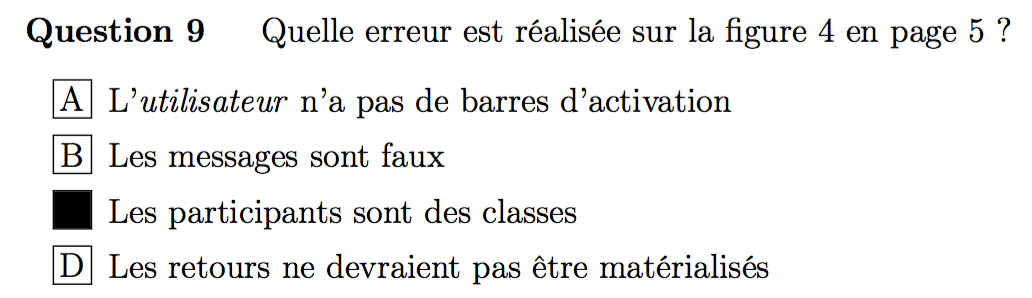 Question 9 Quelle erreur est réalisée sur la figure 4 en page 5 ?
A L'utilisateur n'a pas de barres d'activation
B Les messages sont faux
Les participants sont des classes
D Les retours ne devraient pas être matérialisés